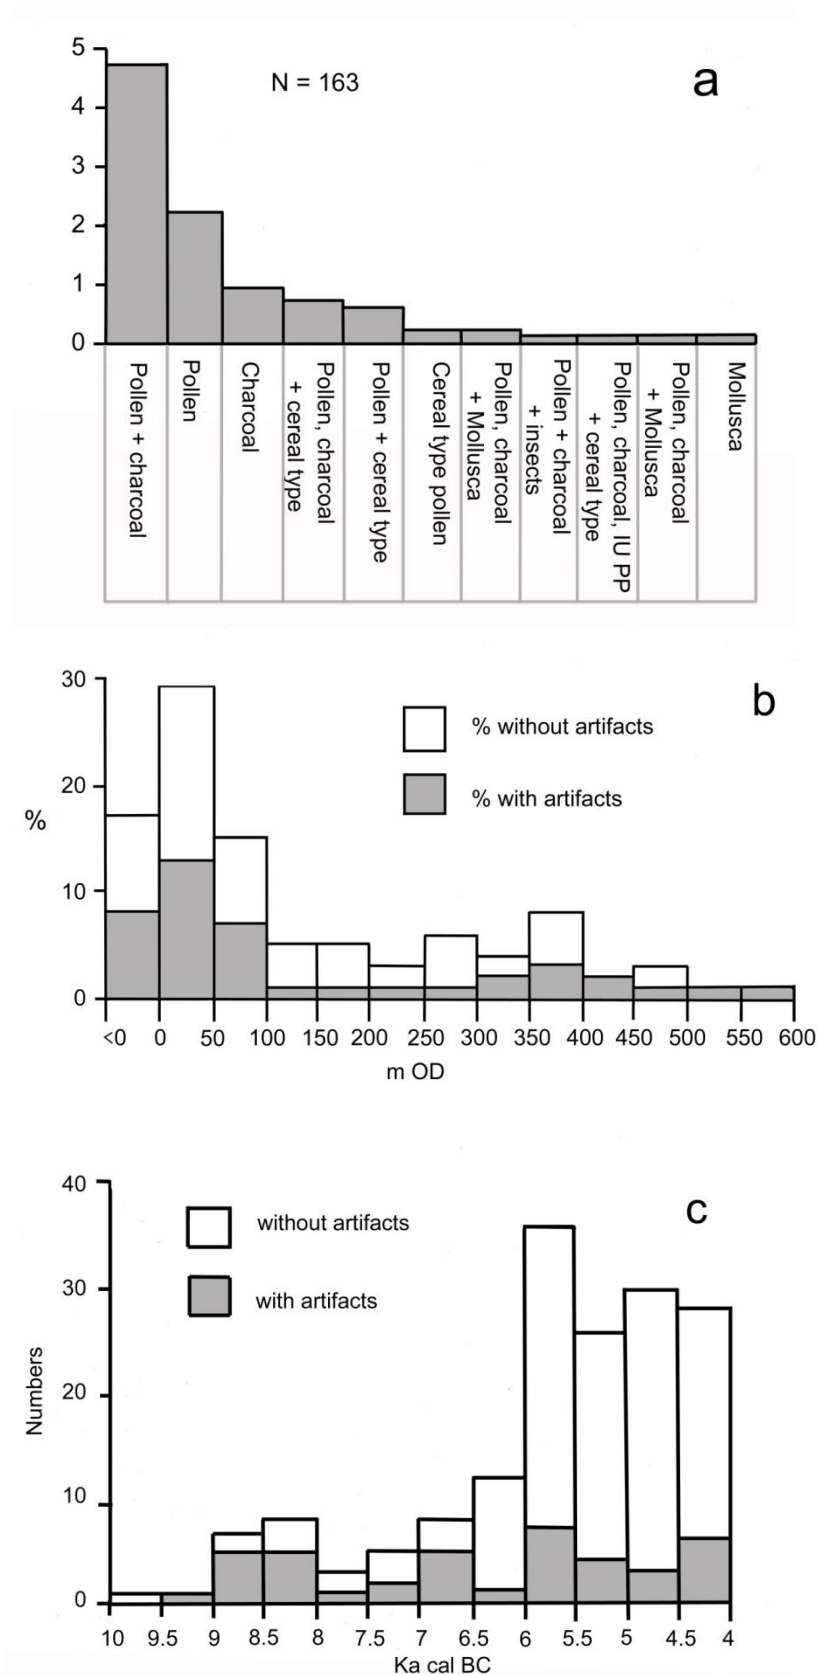 5
N = 163
a
4
3
2
1
0
Pollen + charcoal
Pollen
Charcoal
Pollen, charcoal
+ cereal type
Pollen + cereal type
Cereal type pollen
Pollen, charcoal
+ Mollusca
Pollen + charcoal
+ insects
Pollen, charcoal, IU PP
+ cereal type
Pollen, charcoal
+ Mollusca
Mollusca
30
b
% without artifacts
20
% with artifacts
%
10
0
<0 0 50 100 150 200 250 300 350 400 450 500 550 600
m OD
40
c
without artifacts
30
with artifacts
Numbers
20
10
0
10 9.5 9 8.5 8 7.5 7 6.5 6 5.5 5 4.5 4
Ka cal BC